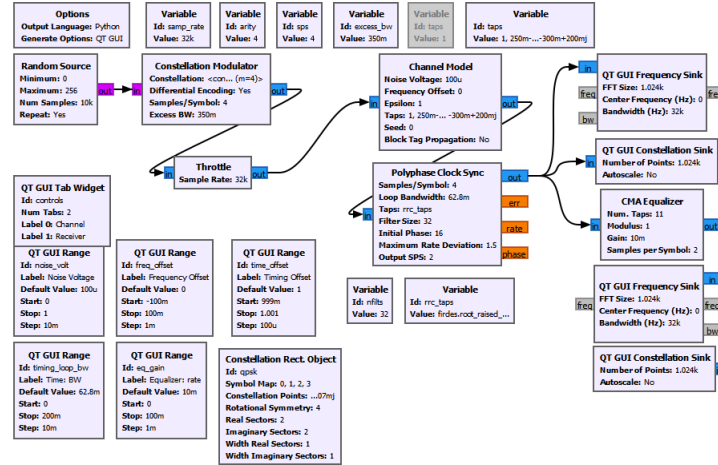 Options
Output Language: Python
Generate Options: QT GUI
Variable
Id: samp_rate
Value: 32k
Variable
Id: arity
Value: 4
Variable
Id: sps
Value: 4
Variable
Id: excess_bw
Value: 350m
Variable
Id: taps
Value: 1
Variable
Id: taps
Value: 1, 250m-...-300m+200mj
Random Source
Minimum: 0
Maximum: 256
Num Samples: 10k
Repeat: Yes
out
in
Constellation Modulator
Constellation: <con... (m=4)>
Differential Encoding: Yes
Samples/Symbol: 4
Excess BW: 350m
out
in
Throttle
Sample Rate: 32k
out
in
Channel Model
Noise Voltage: 100u
Frequency Offset: 0
Epsilon: 1
Taps: 1, 250m-... -300m+200mj
Seed: 0
Block Tag Propagation: No
out
in
Polyphase Clock Sync
Samples/Symbol: 4
Loop Bandwidth: 62.8m
Taps: rrc_taps
Filter Size: 32
Initial Phase: 16
Maximum Rate Deviation: 1.5
Output SPS: 2
out
err
rate
phase
in
freq
bw
QT GUI Frequency Sink
FFT Size: 1.024k
Center Frequency (Hz): 0
Bandwidth (Hz): 32k
fre
in
QT GUI Constellation Sink
Number of Points: 1.024k
Autoscale: No
in
CMA Equalizer
Num. Taps: 11
Modulus: 1
Gain: 10m
Samples per Symbol: 2
out
QT GUI Tab Widget
Id: controls
Num Tabs: 2
Label 0: Channel
Label 1: Receiver
QT GUI Range
Id: noise_volt
Label: Noise Voltage
Default Value: 100u
Start: 0
Stop: 1
Step: 10m
QT GUI Range
Id: freq_offset
Label: Frequency Offset
Default Value: 0
Start: -100m
Stop: 100m
Step: 1m
QT GUI Range
Id: time_offset
Label: Timing Offset
Default Value: 1
Start: 999m
Stop: 1.001
Step: 100u
Variable
Id: nfilts
Value: 32
Variable
Id: rrc_taps
Value: firdes.root_raised_...
QT GUI Frequency Sink
FFT Size: 1.024k
Center Frequency (Hz): 0
Bandwidth (Hz): 32k
in
freq
freq
bw
QT GUI Constellation Sink
Number of Points: 1.024k
Autoscale: No
in
QT GUI Range
Id: timing_loop_bw
Label: Time: BW
Default Value: 62.8m
Start: 0
Stop: 200m
Step: 10m
QT GUI Range
Id: eq_gain
Label: Equalizer: rate
Default Value: 10m
Start: 0
Stop: 100m
Step: 1m
Constellation Rect. Object
Id: qpsk
Symbol Map: 0, 1, 2, 3
Constellation Points: ...07mj
Rotational Symmetry: 4
Real Sectors: 2
Imaginary Sectors: 2
Width Real Sectors: 1
Width Imaginary Sectors: 1